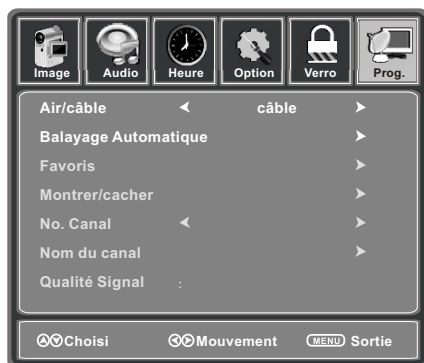 Image Audio Heure Option Verro Prog.
Air/câble câble
Balayage Automatique
Favoris
Montrer/cacher
No. Canal
Nom du canal
Qualité Signal :
Choisi Mouvement MENU Sortie